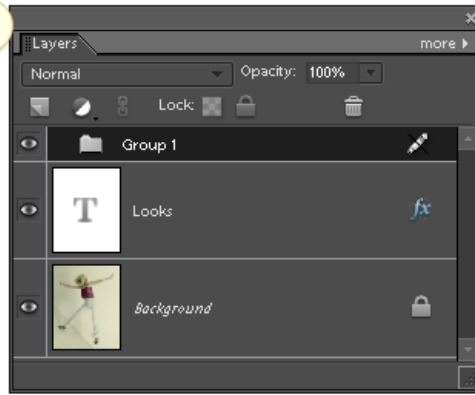 Layers more
Normal Opacity: 100%
Lock:
Group 1
T Looks fx
Background